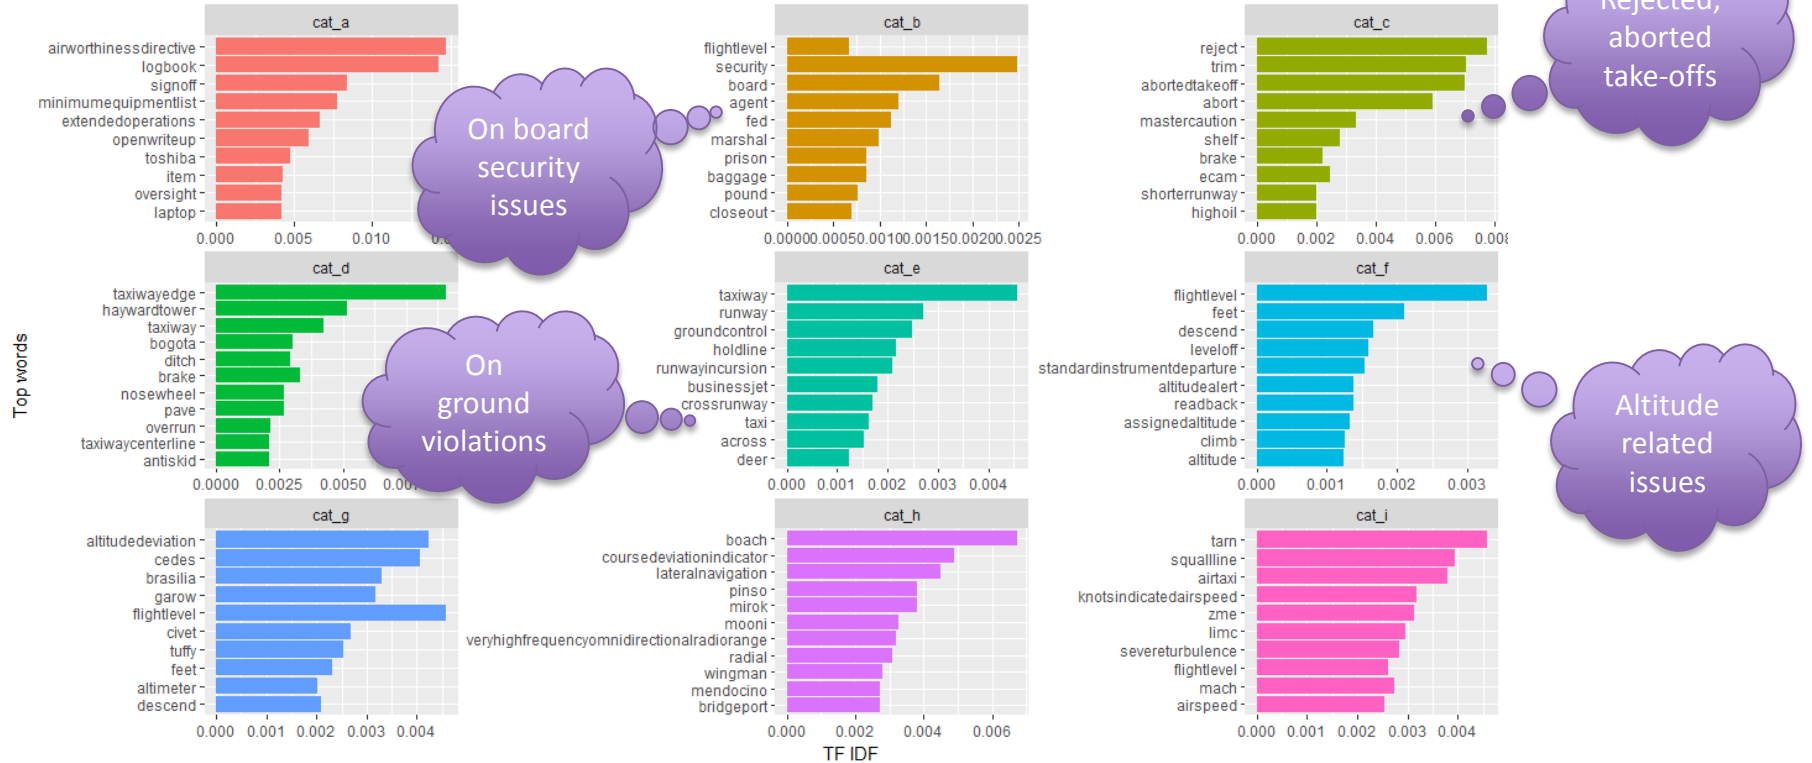 cat_a
airworthinessdirective
logbook
signoff
minimumequipmentlist
extendedoperations
openwriteup
toshiba
item
oversight
laptop
0.000 0.005 0.010
On board
security
issues
cat_b
flightlevel
security
board
agent
fed
marshal
prison
baggage
pound
closeout
0.00000.00050.00100.00150.00200.0025
cat_c
reject
trim
abortedtakeoff
abort
mastercaution
shelf
brake
ecam
shorterrunway
highoil
0.000 0.002 0.004 0.006 0.008
Rejected,
aborted
take-offs
Top words
cat_d
taxiwayedge
haywardtower
taxiway
bogota
ditch
brake
nosewheel
pave
overrun
taxiwaycenterline
antiskid
0.0000 0.0025 0.0050
On
ground
violations
cat_e
taxiway
runway
groundcontrol
holdline
runwayincursion
businessjet
crossrunway
taxi
across
deer
0.000 0.001 0.002 0.003 0.004
cat_f
flightlevel
feet
descend
leveloff
standardinstrumentdeparture
altitudealert
readback
assignedaltitude
climb
altitude
0.000 0.001 0.002 0.003
Altitude
related
issues
cat_g
altitudedeviation
cedes
brasilia
garow
flightlevel
civet
tuffy
feet
altimeter
descend
0.000 0.001 0.002 0.003 0.004
cat_h
boach
coursedeviationindicator
lateralnavigation
pinso
mirok
mooni
veryhighfrequencyomnidirectionalradiorange
radial
wingman
mendocino
bridgeport
0.000 0.002 0.004 0.006
cat_i
tarn
squallline
airtaxi
knotsindicatedairspeed
zme
limc
severeturbulence
flightlevel
mach
airspeed
0.000 0.001 0.002 0.003 0.004
TF IDF